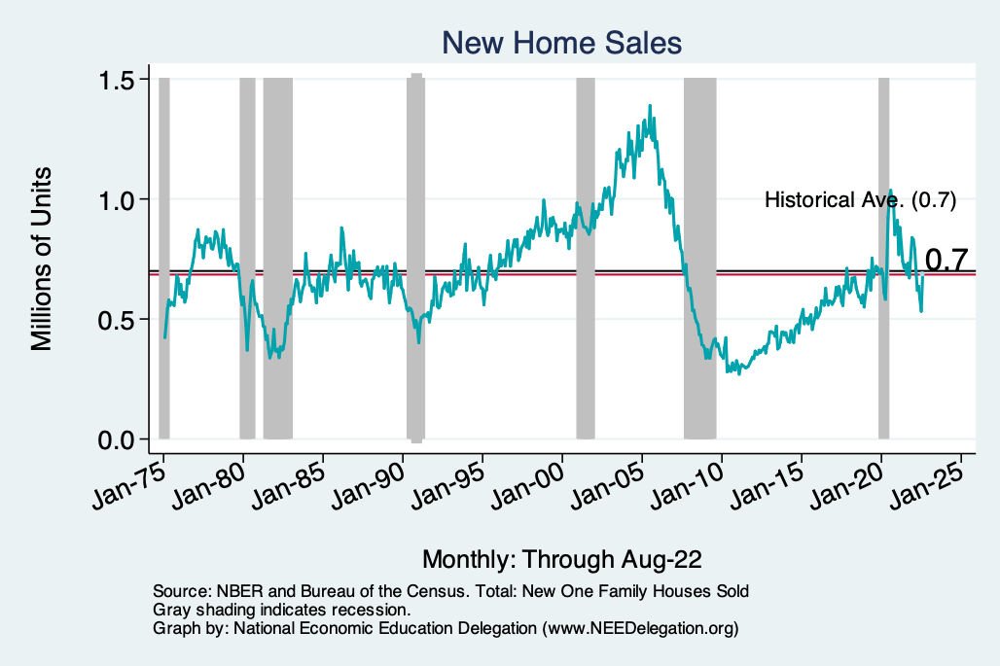 New Home Sales
Millions of Units
1.5
1.0
0.5
0.0
Historical Ave. (0.7)
0.7
Jan-75
Jan-80
Jan-85
Jan-90
Jan-95
Jan-00
Jan-05
Jan-10
Jan-15
Jan-20
Jan-25
Monthly: Through Aug-22
Source: NBER and Bureau of the Census. Total: New One Family Houses Sold
Gray shading indicates recession.
Graph by: National Economic Education Delegation (www.NEEDelegation.org)